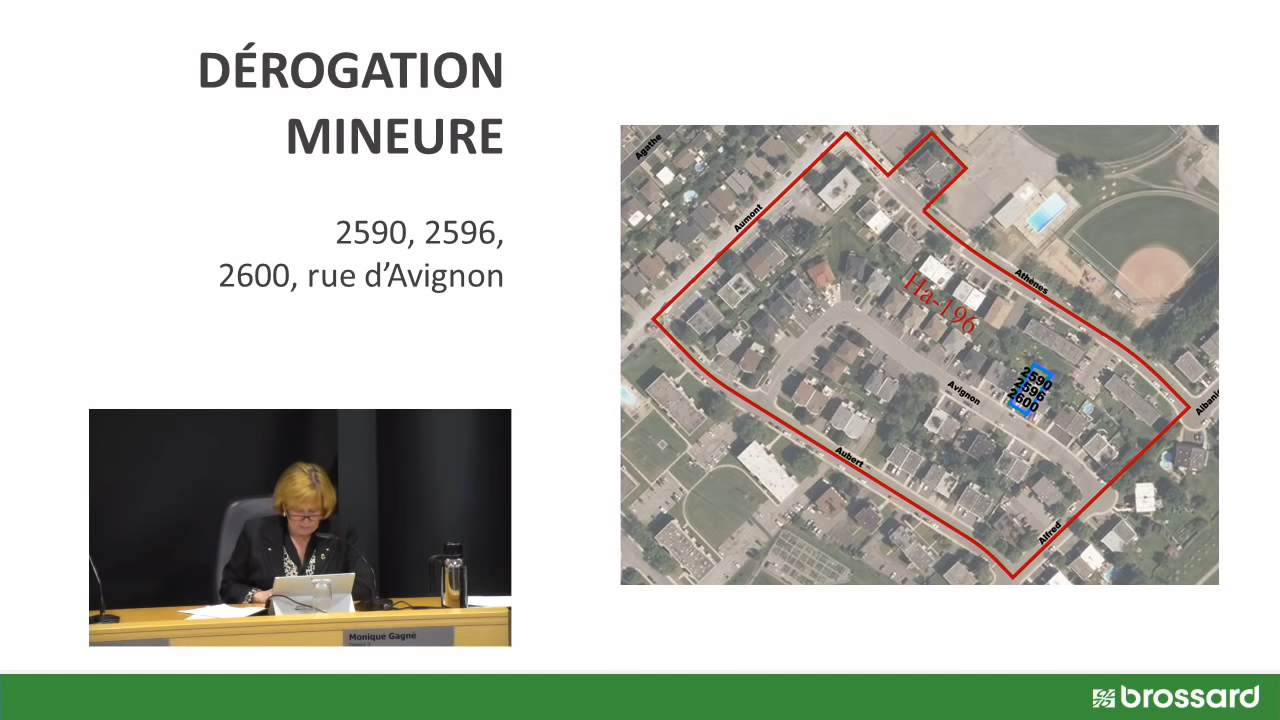 DÉROGATION
MINEURE
2590, 2596,
2600, rue d’Avignon
Agathe
Aumont
Athènes
Ha-196
2590
2596
2600
Avignon
Aubert
Alfred
Monique Gagné
brossard